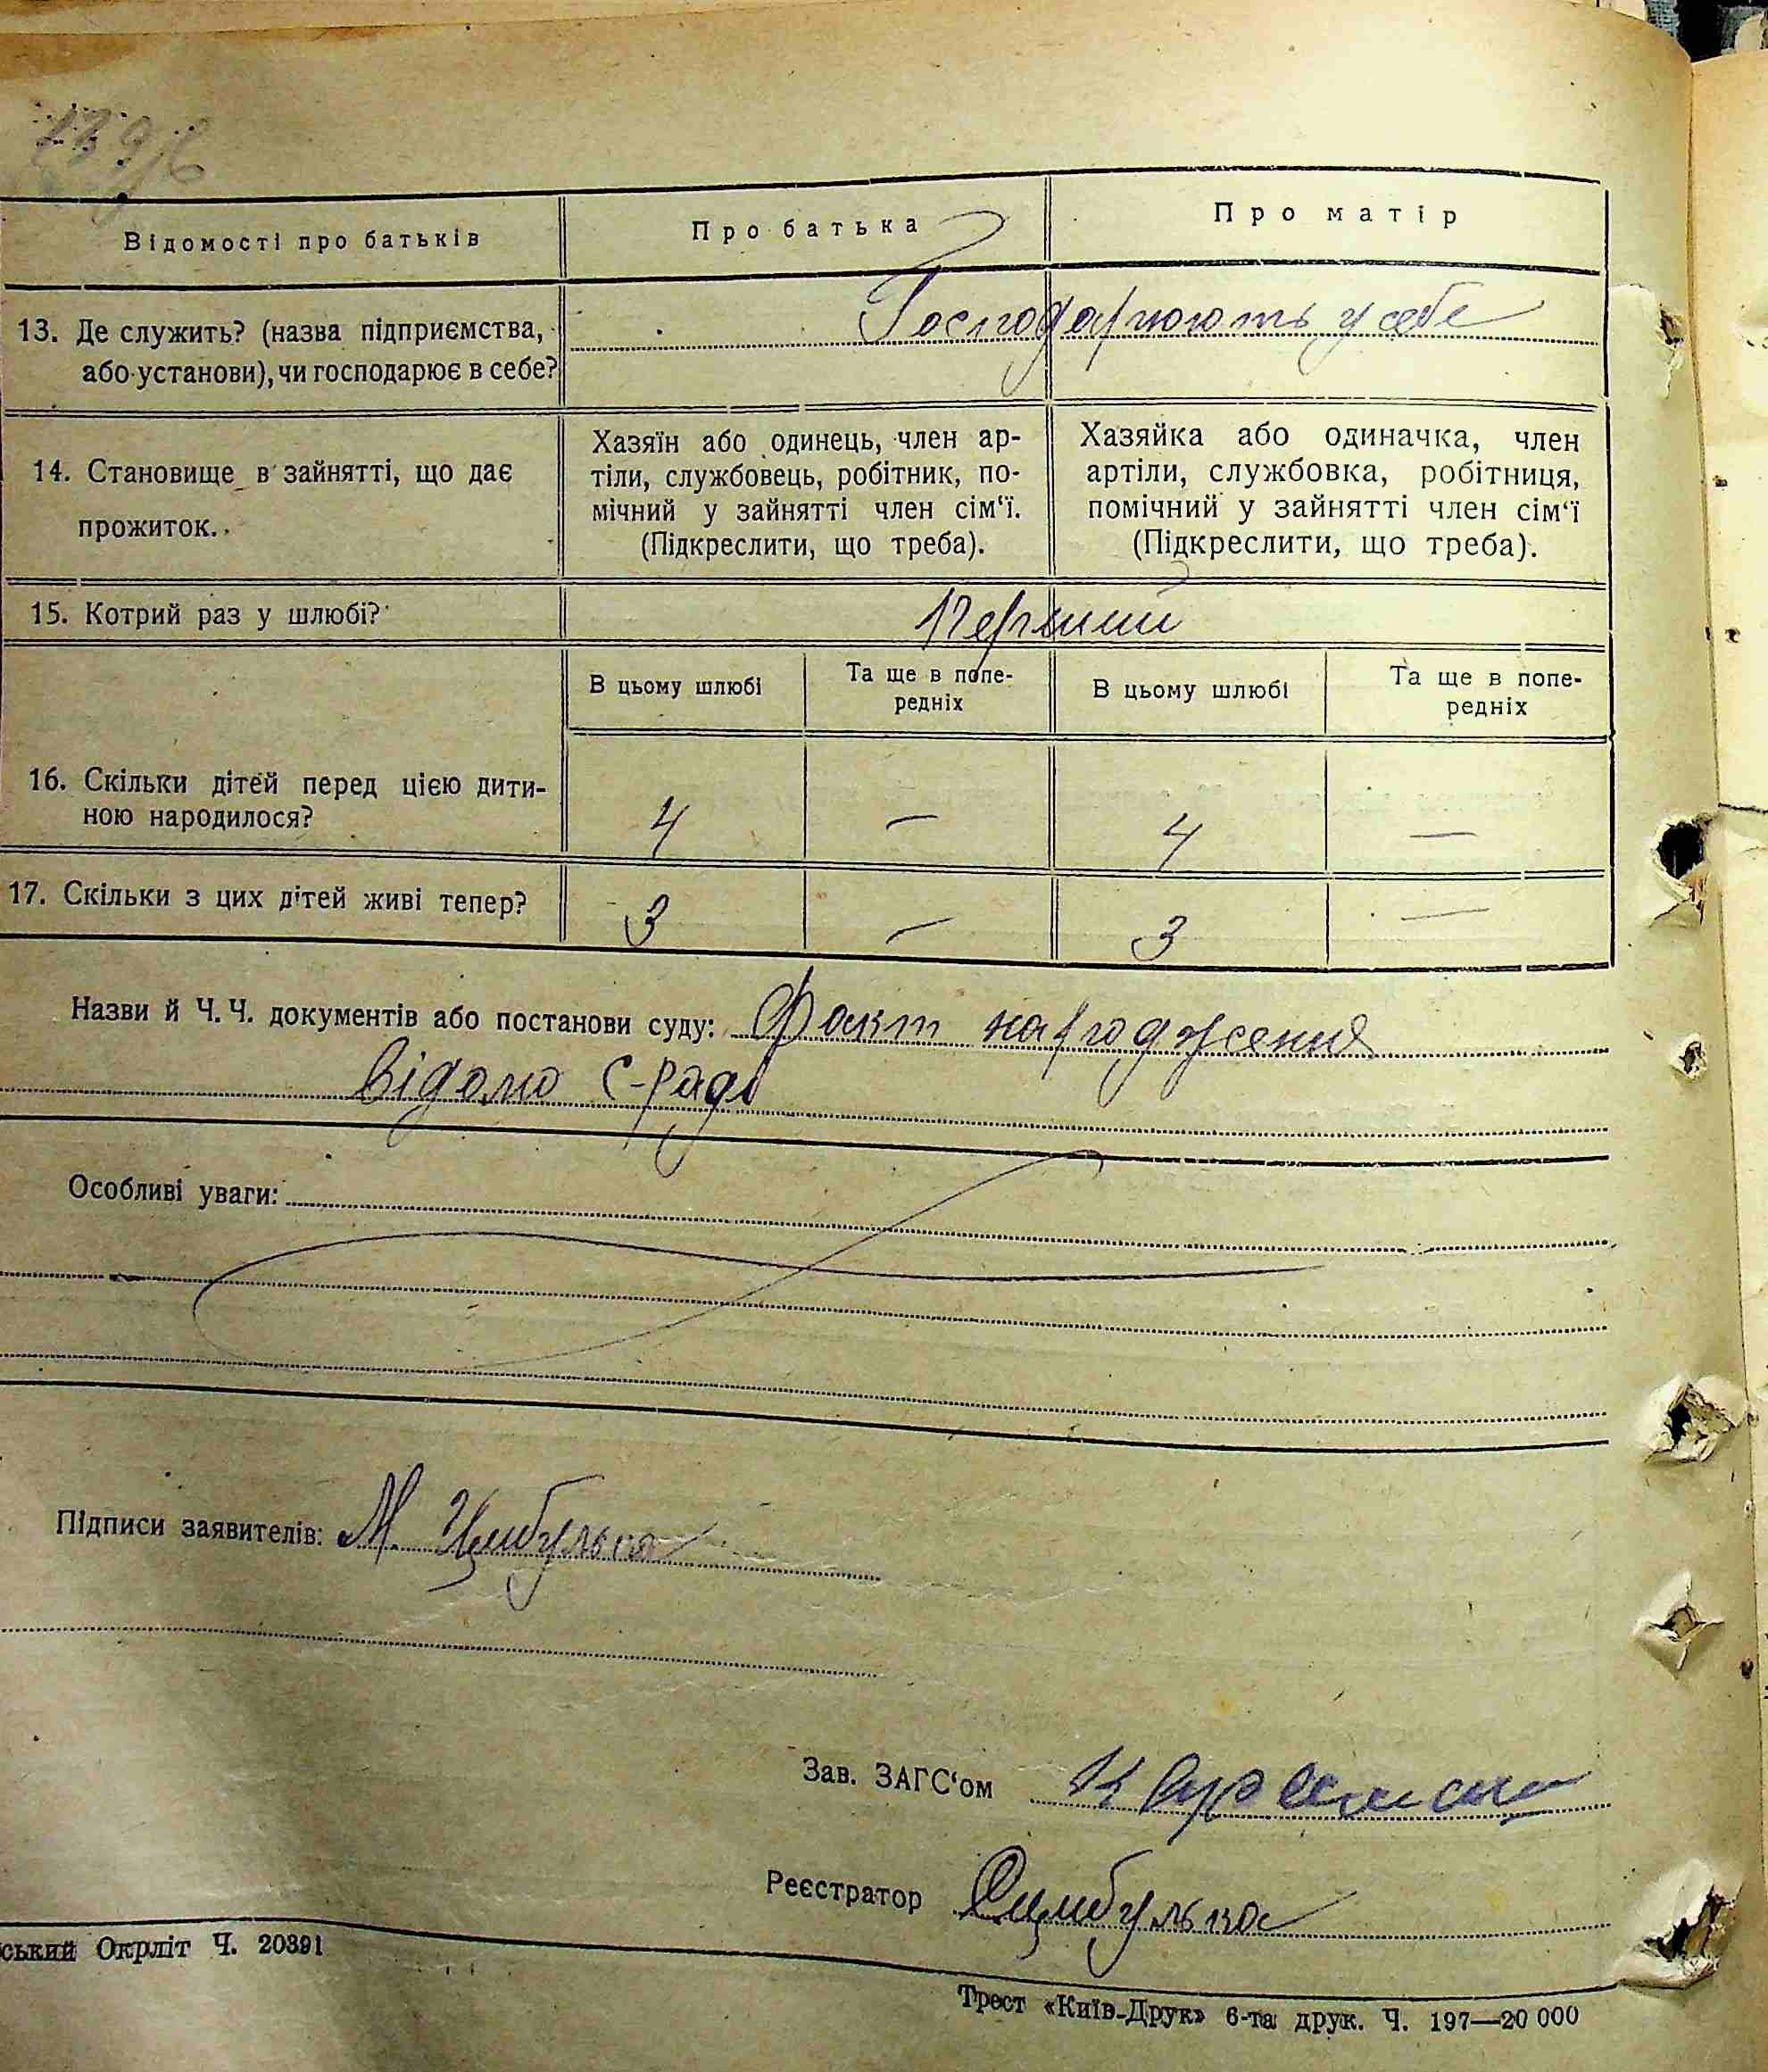 Відомості про батьків Про батька Про матір
13. Де служить? (назва підприємства, або установи), чи господарює в себе?
Господарюють у себе
14. Становище в зайнятті, що дає прожиток.
Хазяїн або одинець, член ар-
тіли, службовець, робітник, по-
мічний у зайнятті член сім‘ї.
(Підкреслити, що треба).
Хазяйка або одиначка, член
артіли, службовка, робітниця,
помічний у зайнятті член сім‘ї
(Підкреслити, що треба).
15. Котрий раз у шлюбі? Перший
В цьому шлюбі Та ще в попе-
редніх В цьому шлюбі Та ще в попе-
редніх
16. Скільки дітей перед цією дити-
ною народилося? 4 — 4 —
17. Скільки з цих дітей живі тепер? 3 — 3 —
Назви й Ч. Ч. документів або постанови суду: Факт народження
відомо С-раді
Особливі уваги:
Підписи заявителів: М. Цимбулько
Зав. ЗАГС‘ом
Реєстратор
ський Окрліт Ч. 20391
Трест «Київ-Друк» 6-та друк. Ч. 197—20 000